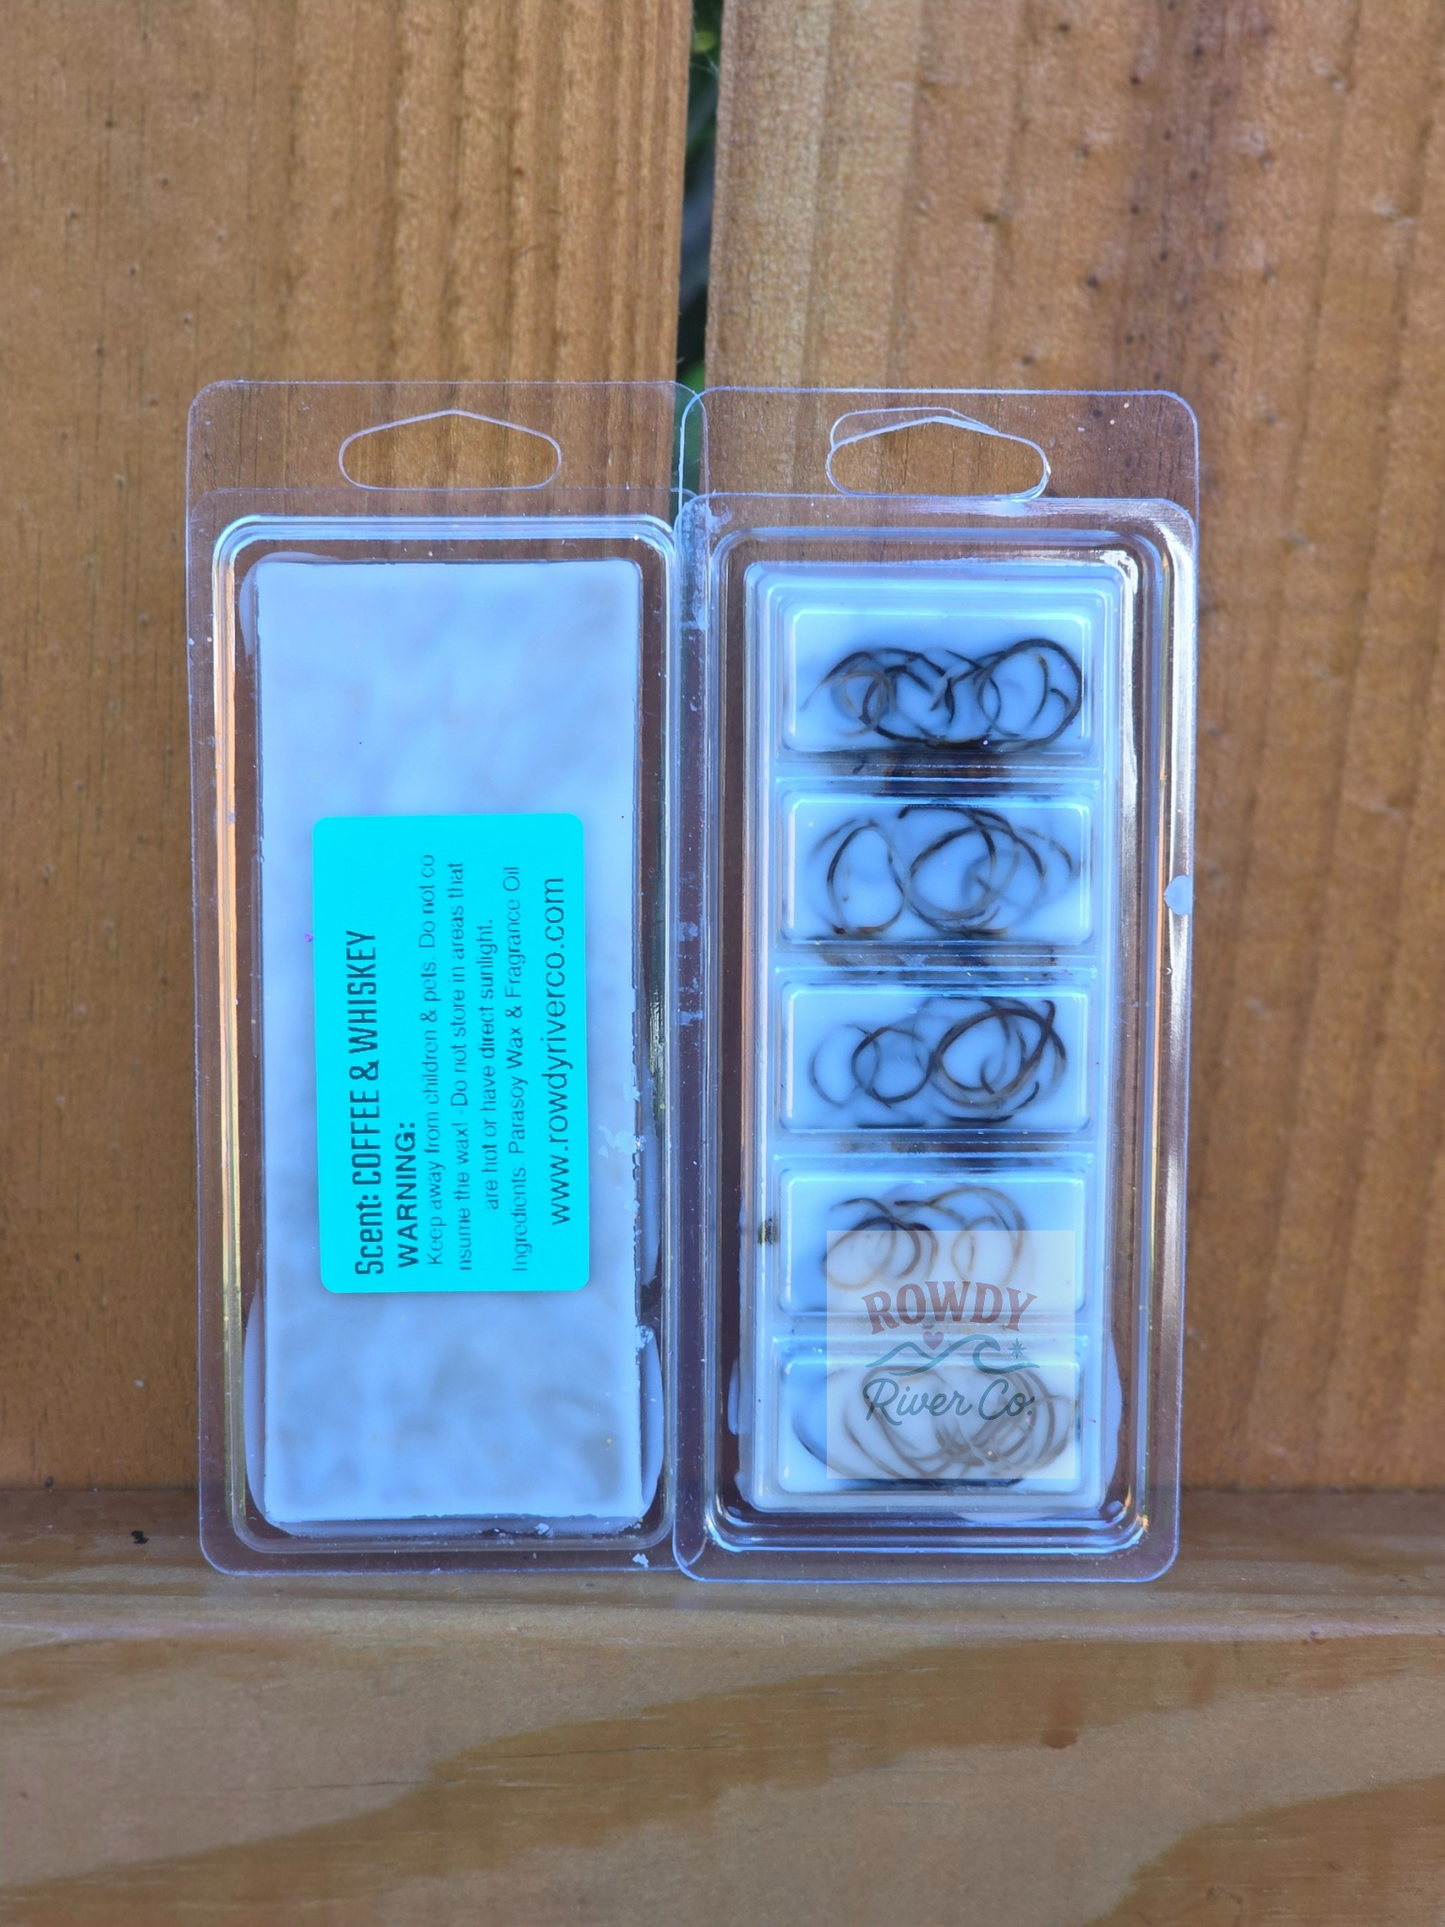 Scent: COFFEE & WHISKEY
WARNING:
Keep away from children & pets. Do not co
nsume the wax! -Do not store in areas that
are hot or have direct sunlight.
Ingredients: Parasoy Wax & Fragrance Oil
www.rowdyriverco.com
ROWDY
River Co.